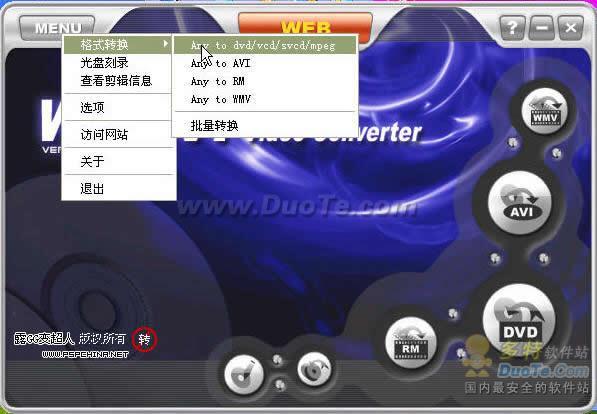 MENU
WEB
?
格式转换
光盘刻录
查看剪辑信息
选项
访问网站
关于
退出
Any to dvd/vcd/svcd/mpeg
Any to AVI
Any to RM
Any to WMV
批量转换
Video Converter
WMV
AVI
DVD
RM
www.DuoTe.com
变超人 版权所有 转
WWW.PSPCHINA.NET
多特软件站
DuoTe.com
国内最安全的软件站